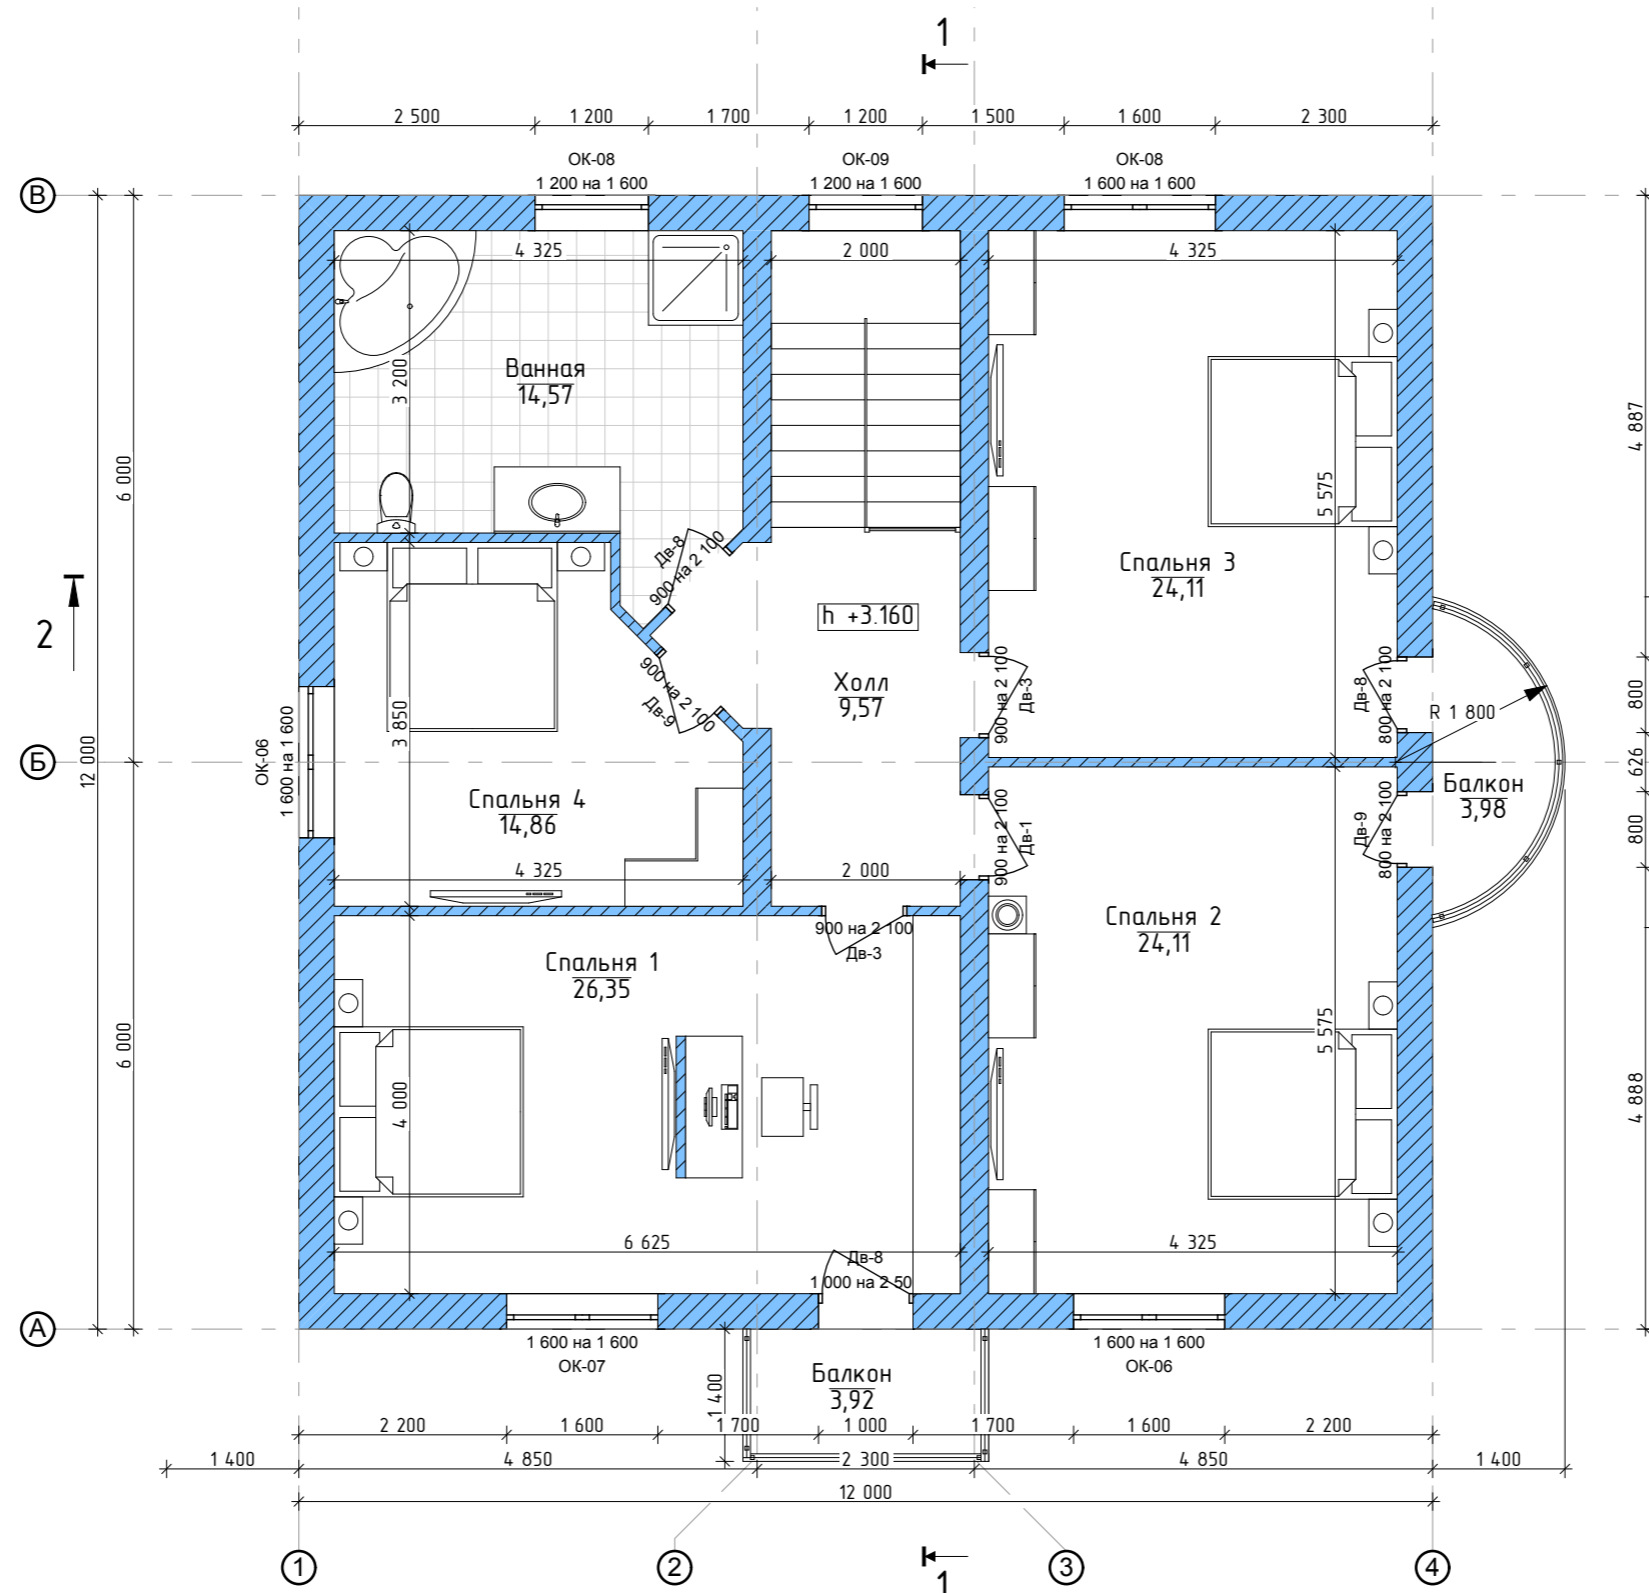 1
2 500
1 200
1 700
1 200
1 500
1 600
2 300
ОК-08
ОК-09
ОК-08
1 200 на 1 600
1 200 на 1 600
1 600 на 1 600
В
4 325
2 000
4 325
Ванная
14,57
3 200
4 887
6 000
5 575
Дв-8
900 на 2 100
Спальня 3
24,11
h +3.160
2
900 на 2 100
Дв-9
Холл
9,57
900 на 2 100
Дв-3
Дв-8
800 на 2 100
R 1 800
800
3 850
ОК-06
1 600 на 1 600
Б
12 000
626
Балкон
3,98
Спальня 4
14,86
900 на 2 100
Дв-1
Дв-9
800 на 2 100
800
4 325
2 000
900 на 2 100
Дв-3
Спальня 2
24,11
Спальня 1
26,35
6 000
4 000
5 575
4 888
6 625
4 325
Дв-8
1 000 на 2 50
А
1 600 на 1 600
ОК-07
1 600 на 1 600
ОК-06
Балкон
3,92
1 400
2 200
1 600
1 700
1 000
1 700
1 600
2 200
1 400
4 850
2 300
4 850
1 400
12 000
1
2
3
4
1